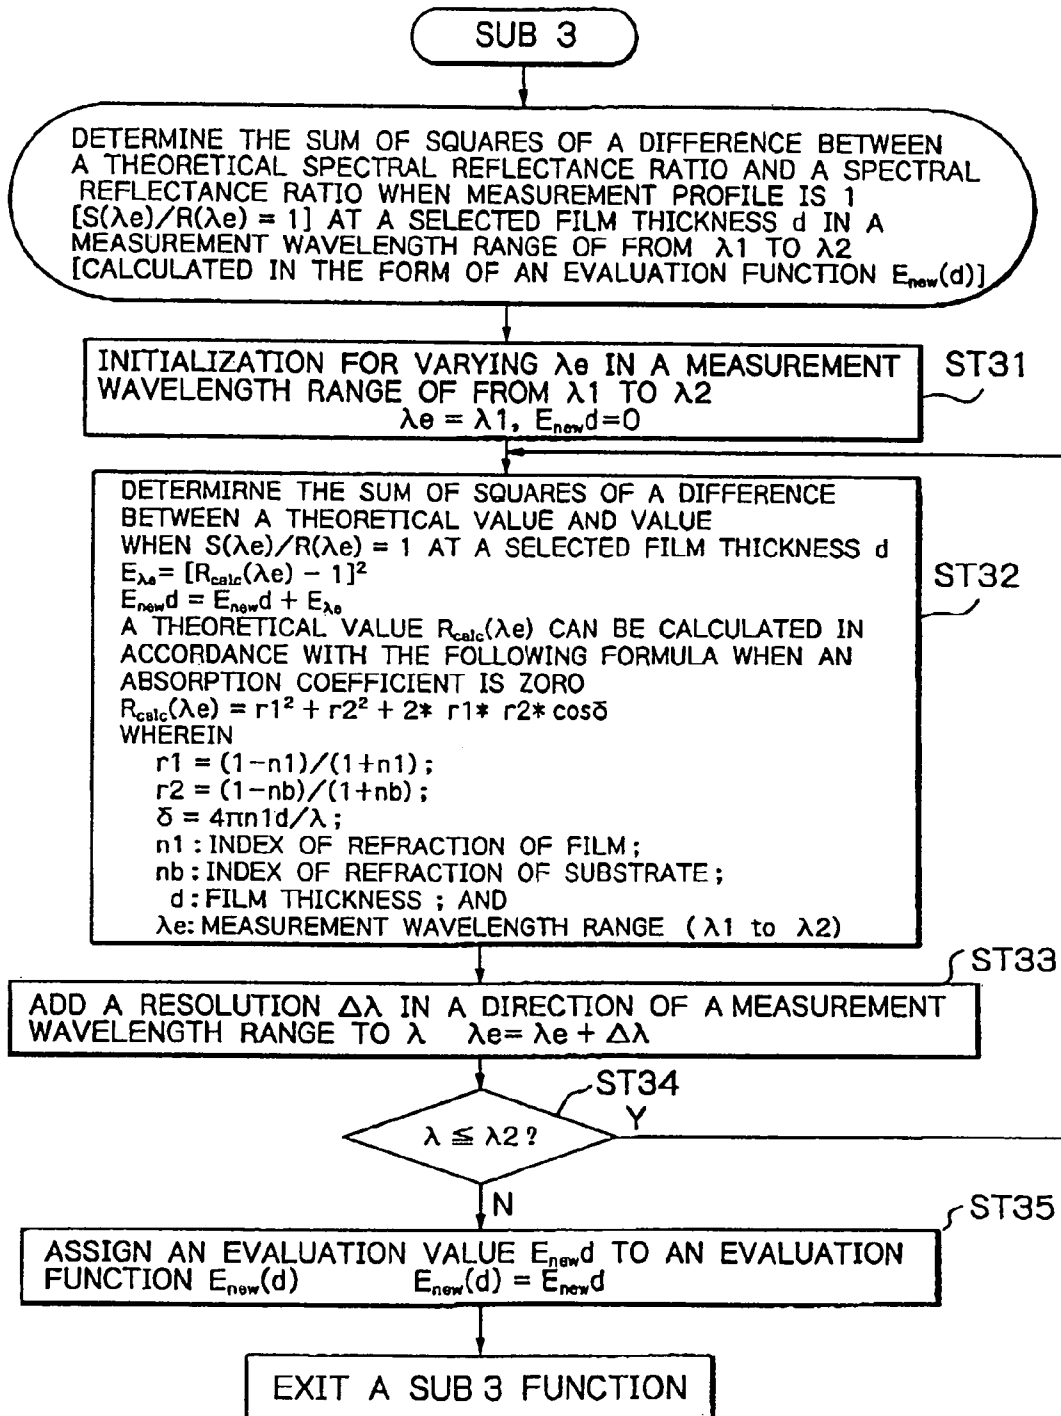 SUB 3
DETERMINE THE SUM OF SQUARES OF A DIFFERENCE BETWEEN
A THEORETICAL SPECTRAL REFLECTANCE RATIO AND A SPECTRAL
REFLECTANCE RATIO WHEN MEASUREMENT PROFILE IS 1
[S(λe)/R(λe) = 1] AT A SELECTED FILM THICKNESS d IN A
MEASUREMENT WAVELENGTH RANGE OF FROM λ1 TO λ2
[CALCULATED IN THE FORM OF AN EVALUATION FUNCTION Enew(d)]
INITIALIZATION FOR VARYING λe IN A MEASUREMENT
WAVELENGTH RANGE OF FROM λ1 TO λ2
λe = λ1, Enewd=0
ST31
DETERMIRNE THE SUM OF SQUARES OF A DIFFERENCE
BETWEEN A THEORETICAL VALUE AND VALUE
WHEN S(λe)/R(λe) = 1 AT A SELECTED FILM THICKNESS d
Eλe = [Rcalc(λe) − 1]²
Enewd = Enewd + Eλe
A THEORETICAL VALUE Rcalc(λe) CAN BE CALCULATED IN
ACCORDANCE WITH THE FOLLOWING FORMULA WHEN AN
ABSORPTION COEFFICIENT IS ZORO
Rcalc(λe) = r1² + r2² + 2* r1* r2* cosδ
WHEREIN
r1 = (1−n1)/(1+n1);
r2 = (1−nb)/(1+nb);
δ = 4πn1d/λ;
n1: INDEX OF REFRACTION OF FILM;
nb: INDEX OF REFRACTION OF SUBSTRATE;
d: FILM THICKNESS ; AND
λe: MEASUREMENT WAVELENGTH RANGE (λ1 to λ2)
ST32
ST33
ADD A RESOLUTION Δλ IN A DIRECTION OF A MEASUREMENT
WAVELENGTH RANGE TO λ λe= λe + Δλ
ST34
λ ≦ λ2?
Y
N
ST35
ASSIGN AN EVALUATION VALUE Enewd TO AN EVALUATION
FUNCTION Enew(d) Enew(d) = Enewd
EXIT A SUB 3 FUNCTION